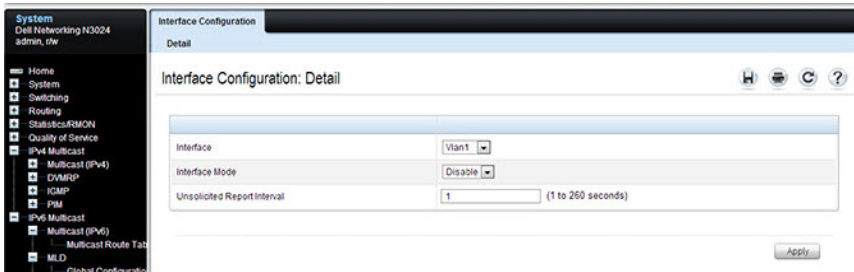 System
Dell Networking N3024
admin, r/w
Home
System
Switching
Routing
Statistics/RMON
Quality of Service
IPv4 Multicast
Multicast (IPv4)
DVMRP
IGMP
PIM
IPv6 Multicast
Multicast (IPv6)
Multicast Route Tab
MLD
Global Configuratio
Interface Configuration
Detail
Interface Configuration: Detail
?
Interface Vlan1
Interface Mode Disable
Unsolicited Report Interval 1 (1 to 260 seconds)
Apply